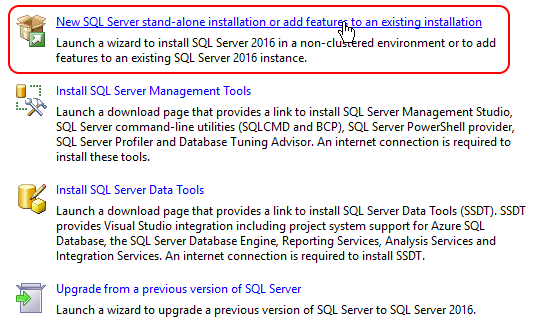 New SQL Server stand-alone installation or add features to an existing installation
Launch a wizard to install SQL Server 2016 in a non-clustered environment or to add
features to an existing SQL Server 2016 instance.
Install SQL Server Management Tools
Launch a download page that provides a link to install SQL Server Management Studio,
SQL Server command-line utilities (SQLCMD and BCP), SQL Server PowerShell provider,
SQL Server Profiler and Database Tuning Advisor. An internet connection is required to
install these tools.
Install SQL Server Data Tools
Launch a download page that provides a link to install SQL Server Data Tools (SSDT). SSDT
provides Visual Studio integration including project system support for Azure SQL
Database, the SQL Server Database Engine, Reporting Services, Analysis Services and
Integration Services. An internet connection is required to install SSDT.
Upgrade from a previous version of SQL Server
Launch a wizard to upgrade a previous version of SQL Server to SQL Server 2016.